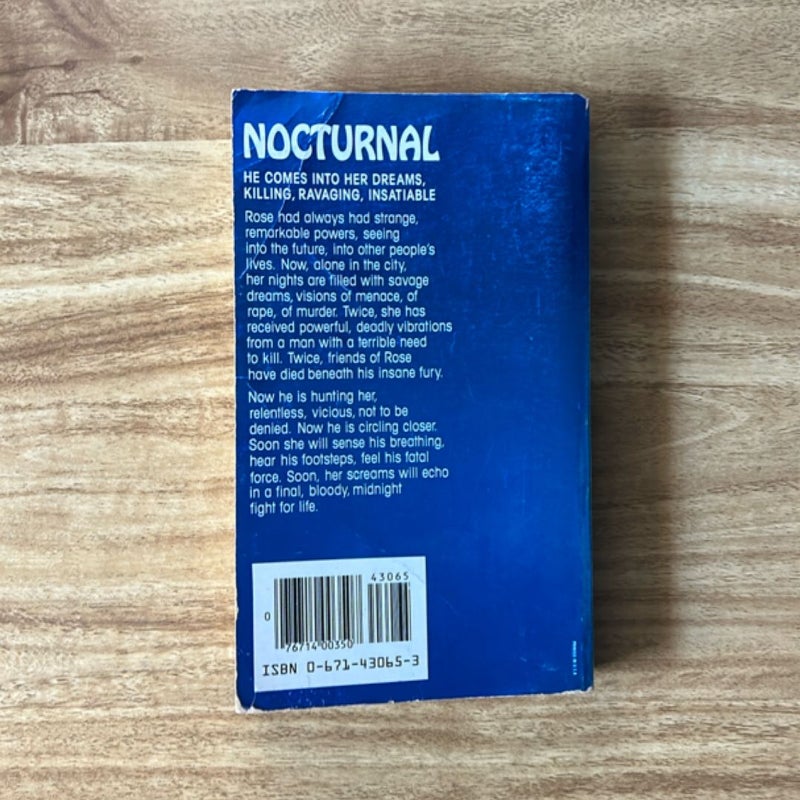 NOCTURNAL
HE COMES INTO HER DREAMS,
KILLING, RAVAGING, INSATIABLE
Rose had always had strange,
remarkable powers, seeing
into the future, into other people's
lives. Now, alone in the city,
her nights are filled with savage
dreams, visions of menace, of
rape, of murder. Twice, she has
received powerful, deadly vibrations
from a man with a terrible need
to kill. Twice, friends of Rose
have died beneath his insane fury.
Now he is hunting her,
relentless, vicious, not to be
denied. Now he is circling closer.
Soon she will sense his breathing,
hear his footsteps, feel his fatal
force. Soon, her screams will echo
in a final, bloody, midnight
fight for life.
43065
0
76714 00350
ISBN 0-671-43065-3